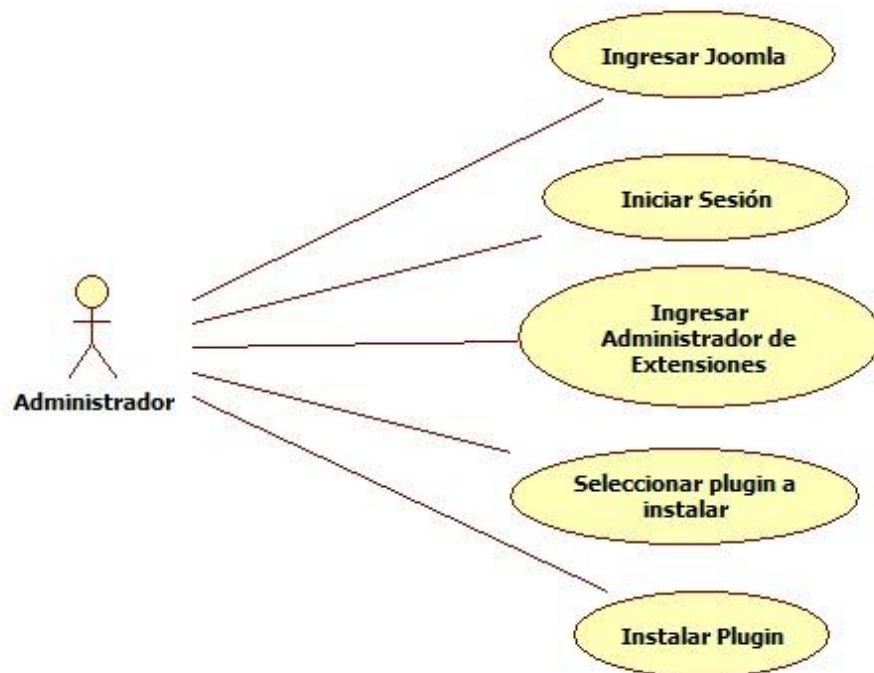 Ingresar Joomla
Iniciar Sesión
Ingresar
Administrador de
Extensiones
Administrador
Seleccionar plugin a
instalar
Instalar Plugin